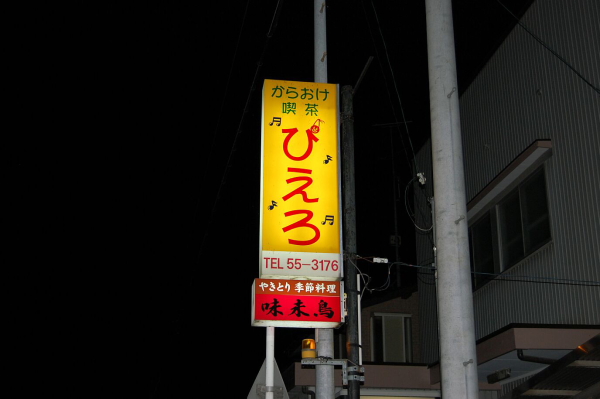 からおけ
喫茶
ぴえろ
TEL 55-3176
やきとり 季節料理
味未鳥